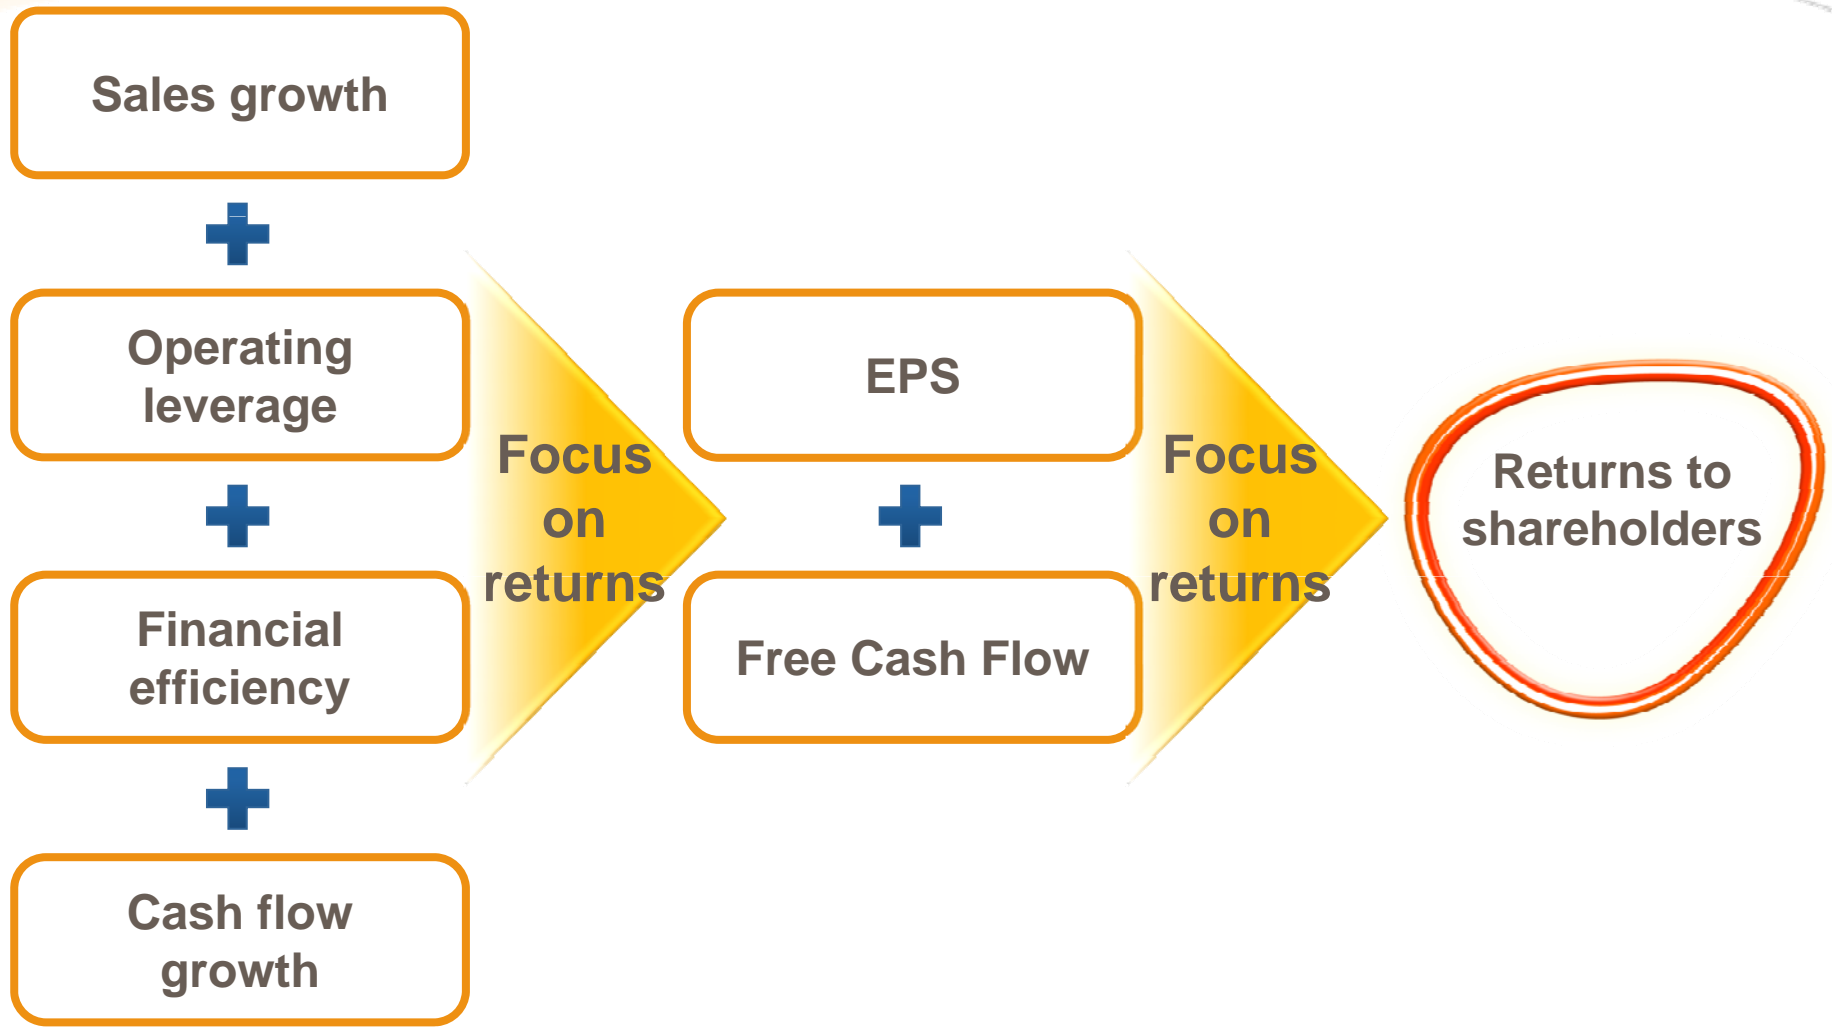 Sales growth
Operating
leverage
Financial
efficiency
Cash flow
growth
Focus
on
returns
EPS
Free Cash Flow
Focus
on
returns
Returns to
shareholders